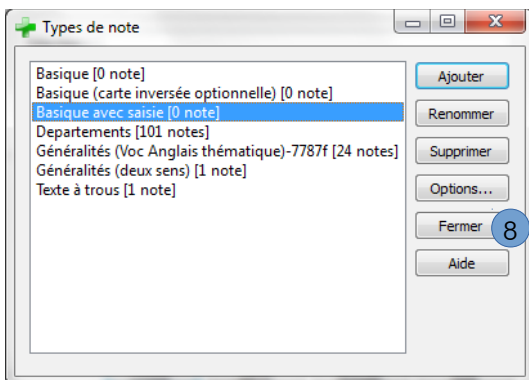 Types de note
Basique [0 note]
Basique (carte inversée optionnelle) [0 note]
Basique avec saisie [0 note]
Departements [101 notes]
Généralités (Voc Anglais thématique)-7787f [24 notes]
Généralités (deux sens) [1 note]
Texte à trous [1 note]
Ajouter
Renommer
Supprimer
Options...
Fermer
8
Aide